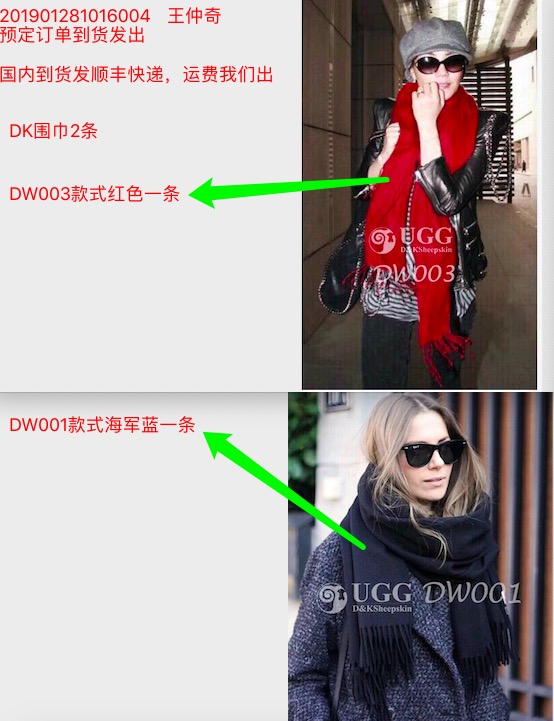 201901281016004 王仲奇
预定订单到货发出
国内到货发顺丰快递，运费我们出
DK围巾2条
DW003款式红色一条
UGG
D&KSheepskin
DW003
DW001款式海军蓝一条
UGG DW001
D&KSheepskin